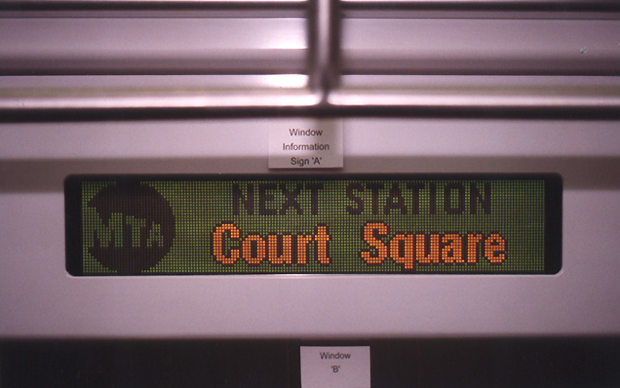 Window
Information
Sign 'A'
MTA
NEXT STATION
Court Square
Window
'B'